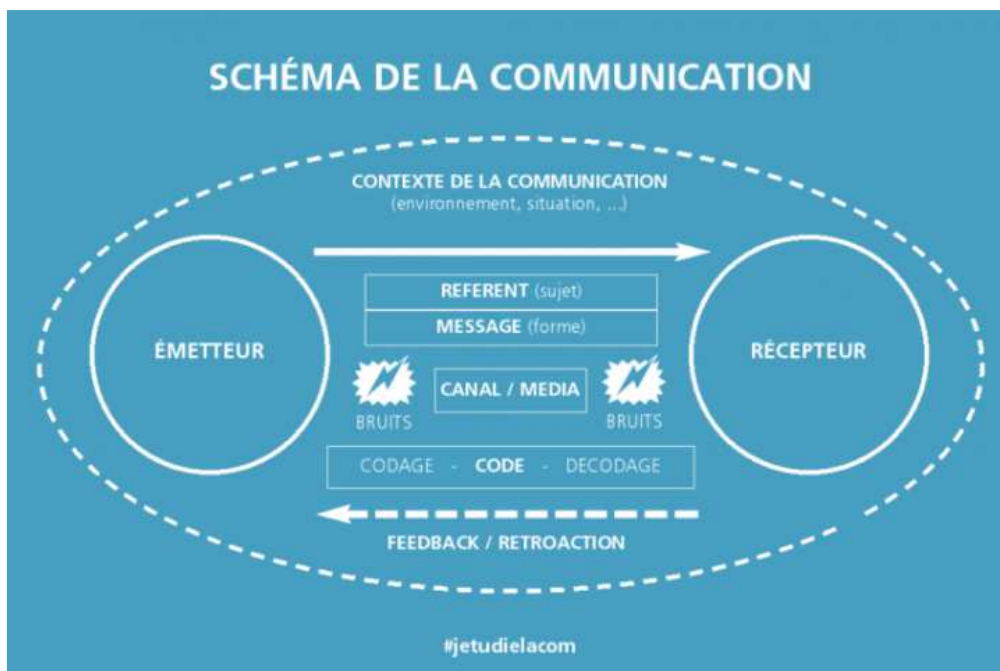 SCHÉMA DE LA COMMUNICATION
CONTEXTE DE LA COMMUNICATION
(environnement, situation, ...)
REFERENT (sujet)
MESSAGE (forme)
ÉMETTEUR
RÉCEPTEUR
CANAL / MEDIA
BRUITS
BRUITS
CODAGE - CODE - DECODAGE
FEEDBACK / RETROACTION
#jetudielacom